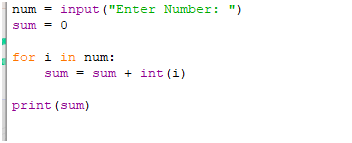 num = input("Enter Number: ")
sum = 0
for i in num:
    sum = sum + int(i)
print(sum)